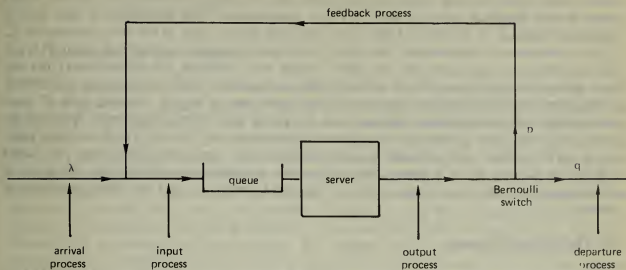 feedback process
p
λ
queue
server
q
Bernoulli
switch
arrival
process
input
process
output
process
departure
process